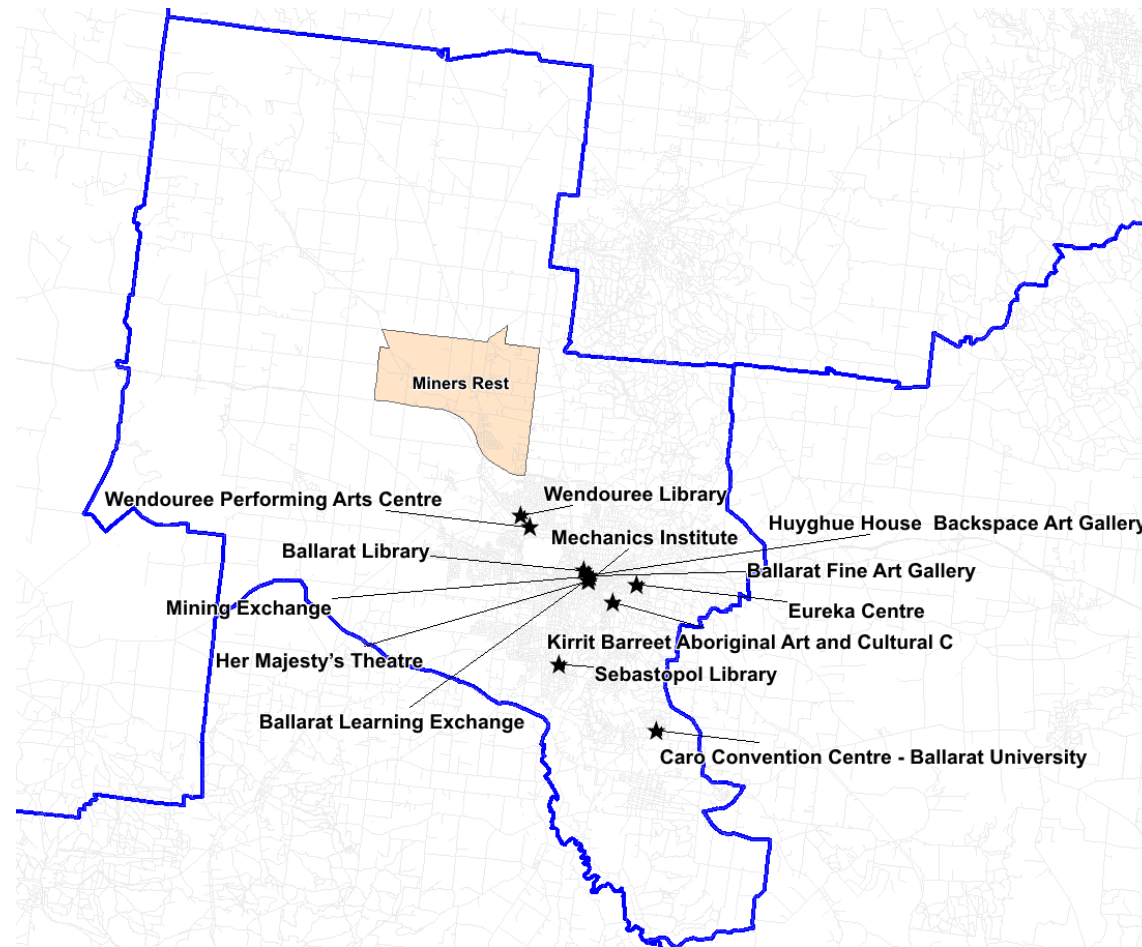 Miners Rest
Wendouree Performing Arts Centre
Wendouree Library
Huyghue House  Backspace Art Gallery
Mechanics Institute
Ballarat Library
Ballarat Fine Art Gallery
Mining Exchange
Eureka Centre
Kirrit Barreet Aboriginal Art and Cultural C
Her Majesty's Theatre
Sebastopol Library
Ballarat Learning Exchange
Caro Convention Centre - Ballarat University